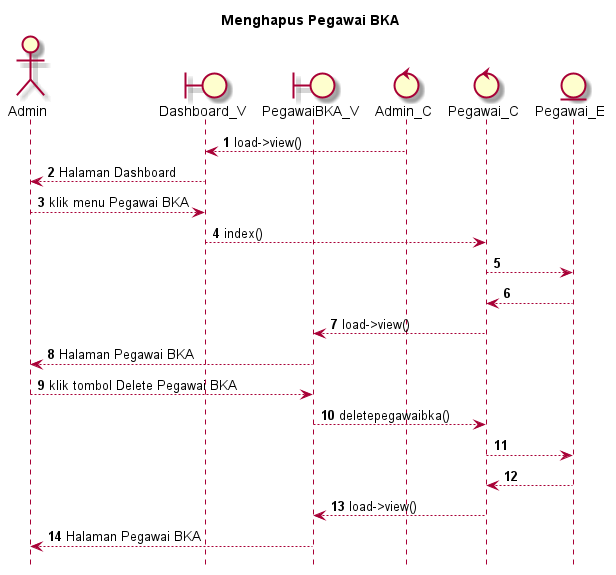 Menghapus Pegawai BKA
Admin Dashboard_V PegawaiBKA_V Admin_C Pegawai_C Pegawai_E
1 load->view()
2 Halaman Dashboard
3 klik menu Pegawai BKA
4 index()
5
6
7 load->view()
8 Halaman Pegawai BKA
9 klik tombol Delete Pegawai BKA
10 deletepegawaibka()
11
12
13 load->view()
14 Halaman Pegawai BKA